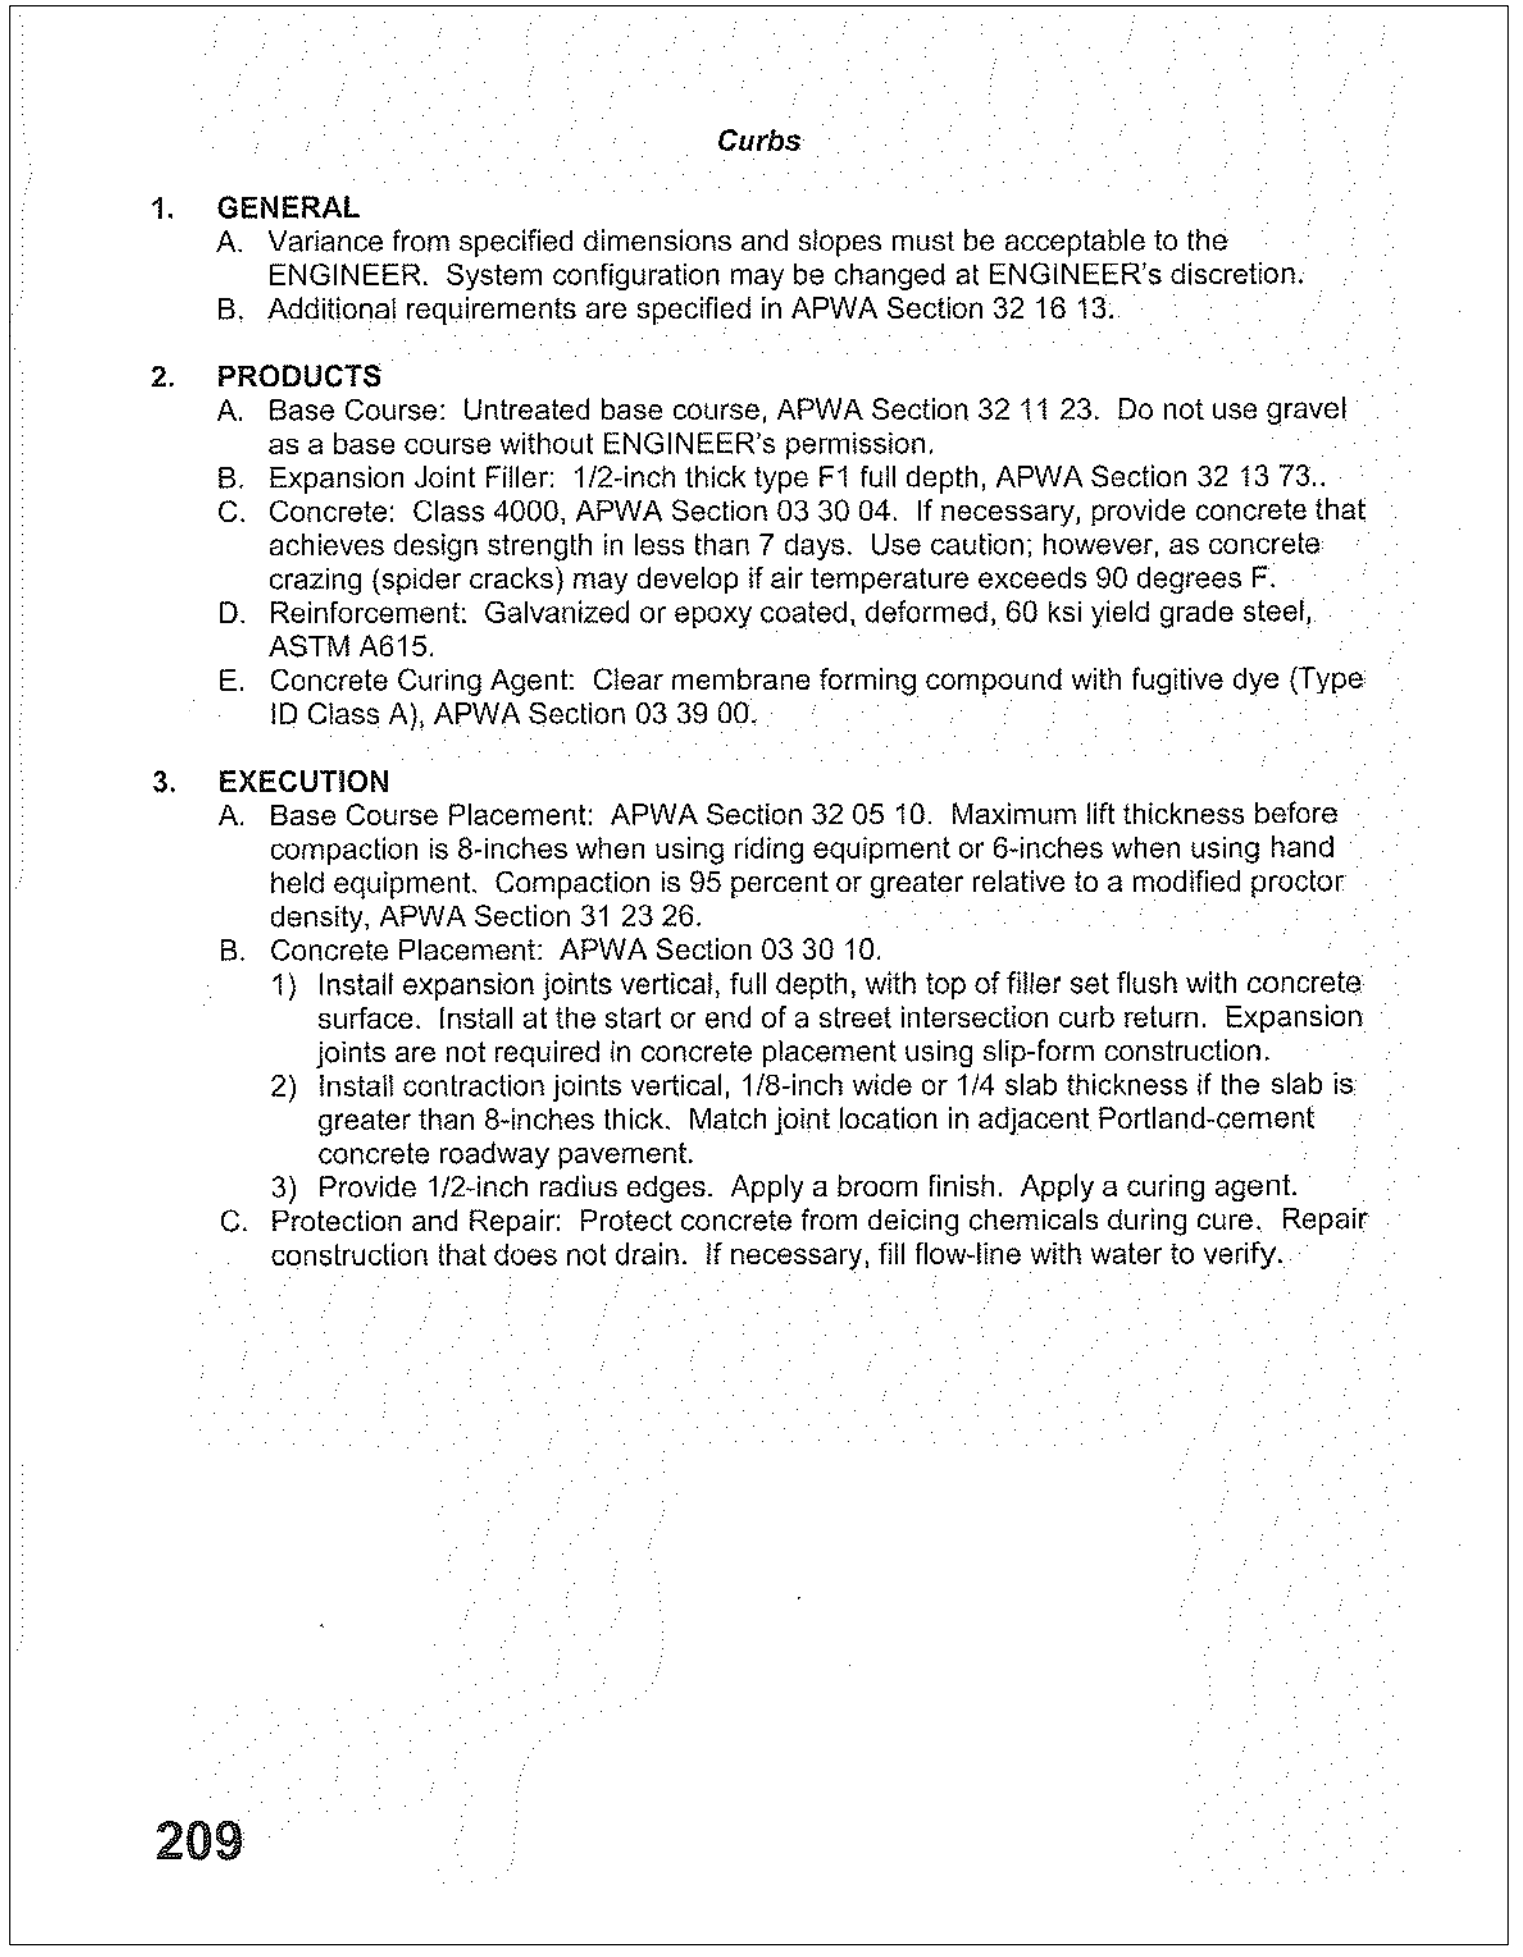 Curbs
1. GENERAL
A. Variance from specified dimensions and slopes must be acceptable to the
ENGINEER. System configuration may be changed at ENGINEER's discretion.
B. Additional requirements are specified in APWA Section 32 16 13.
2. PRODUCTS
A. Base Course: Untreated base course, APWA Section 32 11 23. Do not use gravel
as a base course without ENGINEER's permission.
B. Expansion Joint Filler: 1/2-inch thick type F1 full depth, APWA Section 32 13 73..
C. Concrete: Class 4000, APWA Section 03 30 04. If necessary, provide concrete that
achieves design strength in less than 7 days. Use caution; however, as concrete
crazing (spider cracks) may develop if air temperature exceeds 90 degrees F.
D. Reinforcement: Galvanized or epoxy coated, deformed, 60 ksi yield grade steel,
ASTM A615.
E. Concrete Curing Agent: Clear membrane forming compound with fugitive dye (Type
ID Class A), APWA Section 03 39 00.
3. EXECUTION
A. Base Course Placement: APWA Section 32 05 10. Maximum lift thickness before
compaction is 8-inches when using riding equipment or 6-inches when using hand
held equipment. Compaction is 95 percent or greater relative to a modified proctor
density, APWA Section 31 23 26.
B. Concrete Placement: APWA Section 03 30 10.
1) Install expansion joints vertical, full depth, with top of filler set flush with concrete
surface. Install at the start or end of a street intersection curb return. Expansion
joints are not required in concrete placement using slip-form construction.
2) Install contraction joints vertical, 1/8-inch wide or 1/4 slab thickness if the slab is
greater than 8-inches thick. Match joint location in adjacent Portland-cement
concrete roadway pavement.
3) Provide 1/2-inch radius edges. Apply a broom finish. Apply a curing agent.
C. Protection and Repair: Protect concrete from deicing chemicals during cure. Repair
construction that does not drain. If necessary, fill flow-line with water to verify.
209